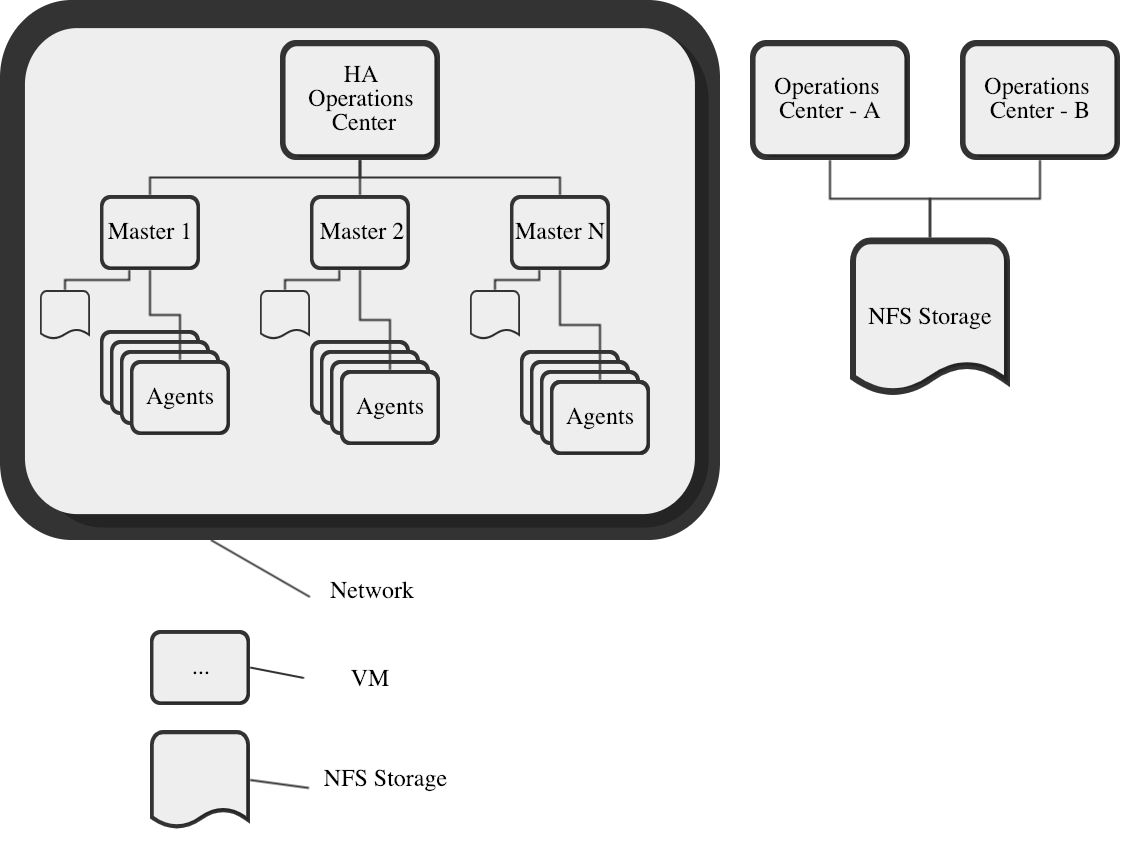 HA
Operations
Center
Operations
Center - A
Operations
Center - B
Master 1
Master 2
Master N
NFS Storage
Agents
Agents
Agents
Network
...
VM
NFS Storage